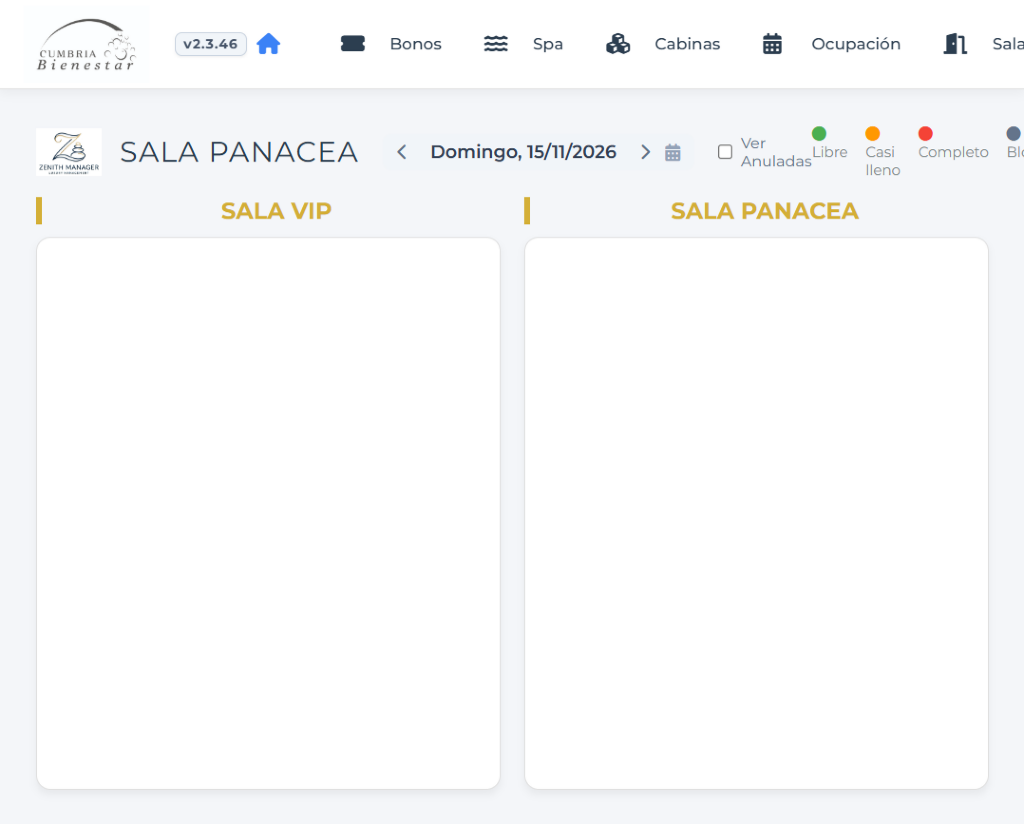 CUMBRIA
Bienestar
v2.3.46
Bonos
Spa
Cabinas
Ocupación
Sala
ZENITH MANAGER
SALA PANACEA
Domingo, 15/11/2026
Ver
Anuladas
Libre
Casi
lleno
Completo
Blo
SALA VIP
SALA PANACEA